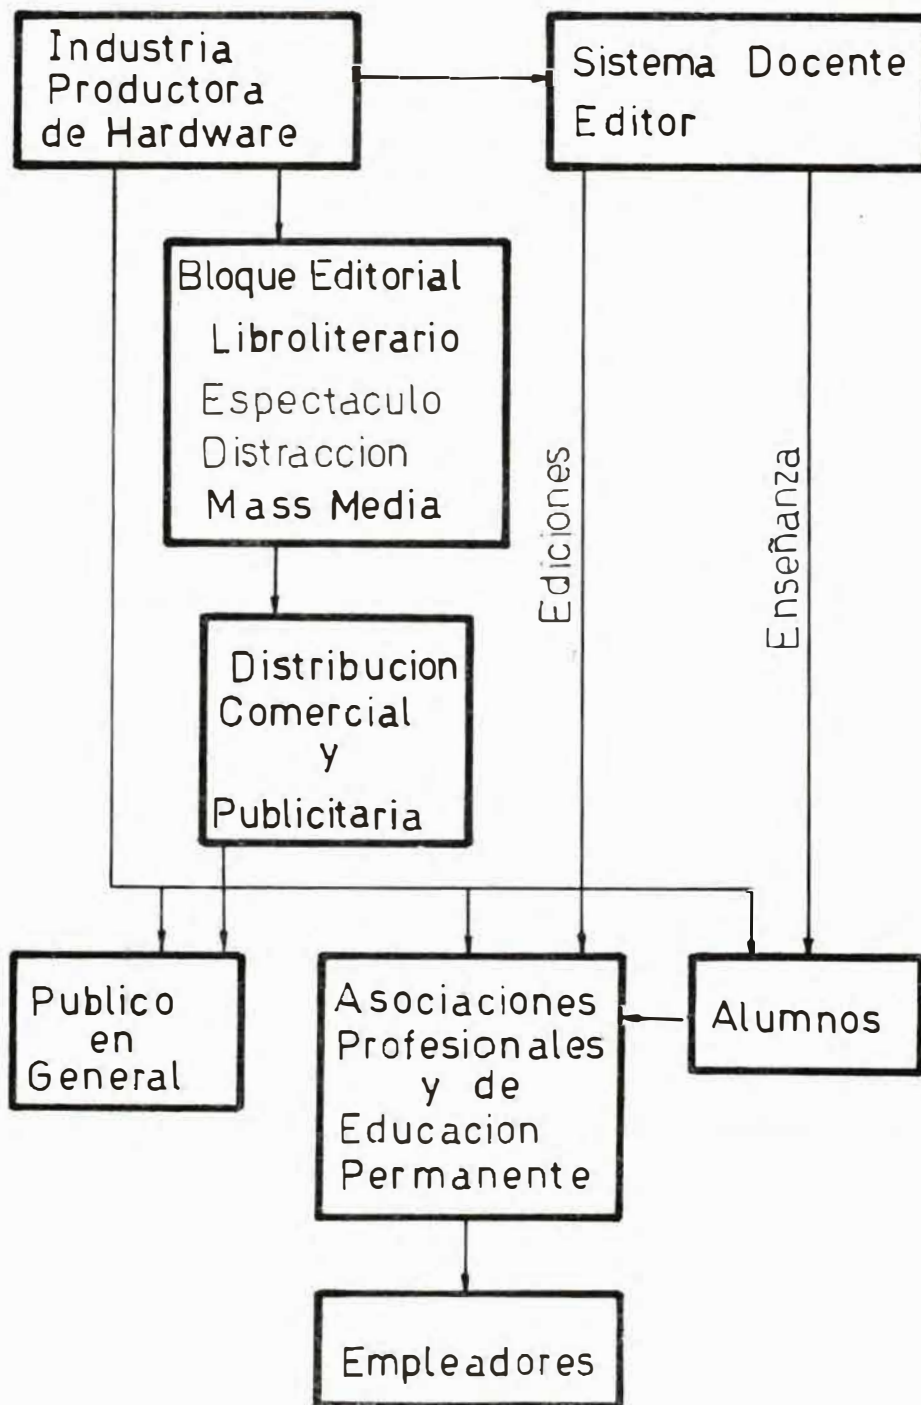 Industria
Productora
de Hardware
Sistema Docente
Editor
Bloque Editorial
Libroliterario
Espectaculo
Distraccion
Mass Media
Ediciones
Enseñanza
Distribucion
Comercial
y
Publicitaria
Publico
en
General
Asociaciones
Profesionales
y de
Educacion
Permanente
Alumnos
Empleadores